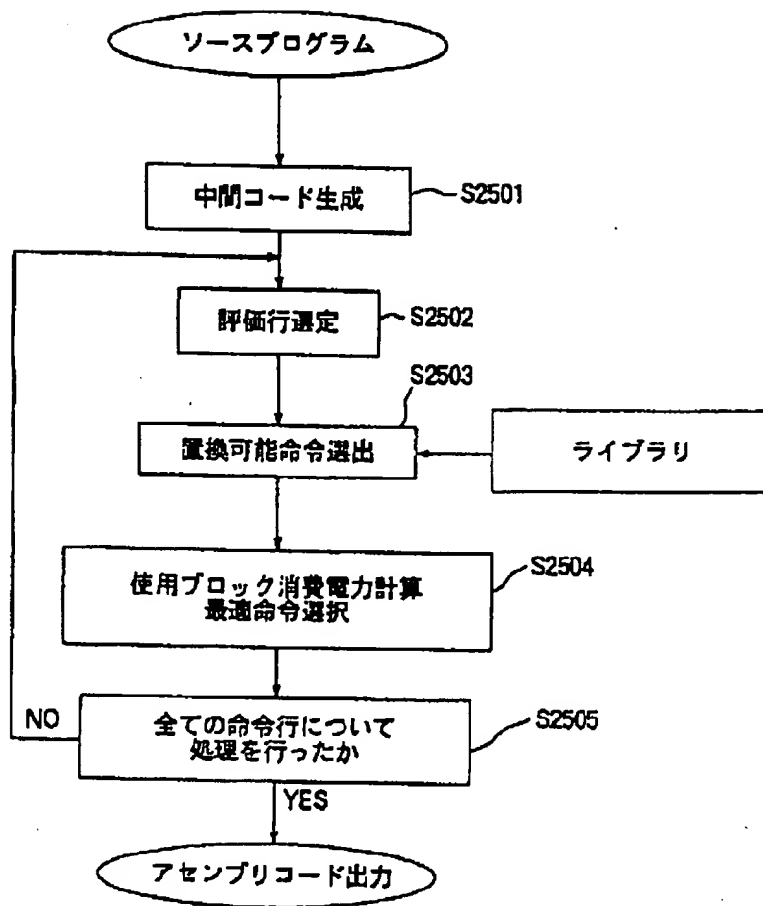 ソースプログラム
中間コード生成
S2501
評価行選定
S2502
S2503
置換可能命令選出
ライブラリ
S2504
使用ブロック消費電力計算
最適命令選択
NO
全ての命令行について
処理を行ったか
S2505
YES
アセンブリコード出力